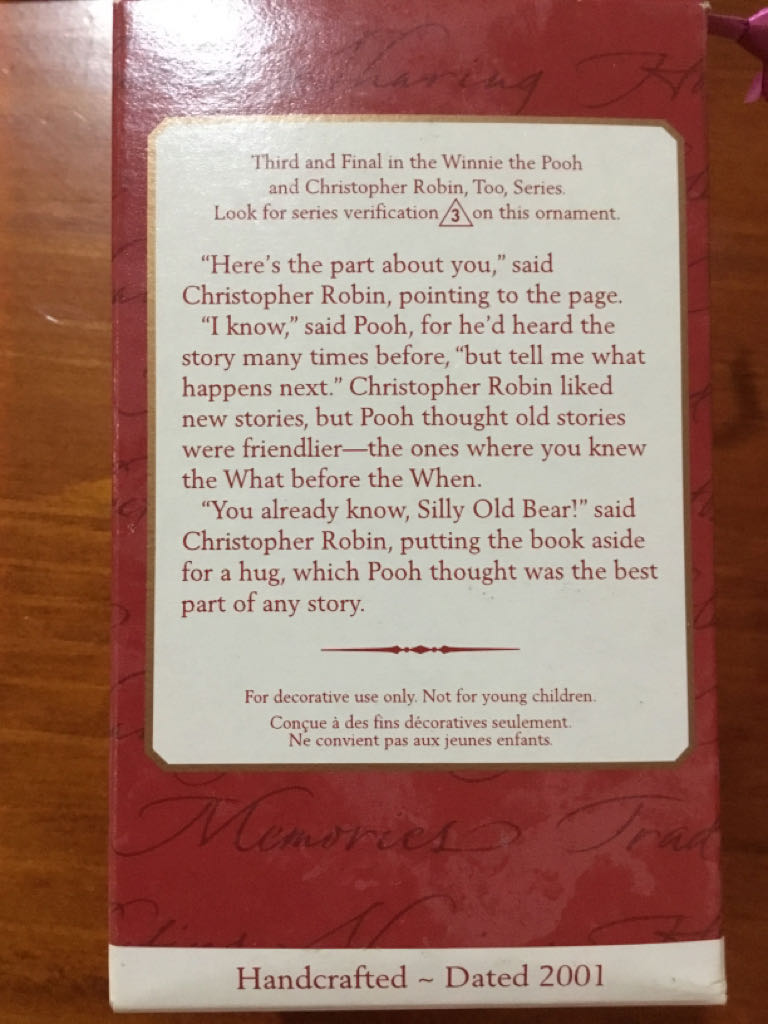 Sharing
Third and Final in the Winnie the Pooh
and Christopher Robin, Too, Series.
Look for series verification 3 on this ornament.
“Here’s the part about you,” said
Christopher Robin, pointing to the page.
“I know,” said Pooh, for he’d heard the
story many times before, “but tell me what
happens next.” Christopher Robin liked
new stories, but Pooh thought old stories
were friendlier—the ones where you knew
the What before the When.
“You already know, Silly Old Bear!” said
Christopher Robin, putting the book aside
for a hug, which Pooh thought was the best
part of any story.
For decorative use only. Not for young children.
Conçue à des fins décoratives seulement.
Ne convient pas aux jeunes enfants.
Memories Trad
Handcrafted ~ Dated 2001